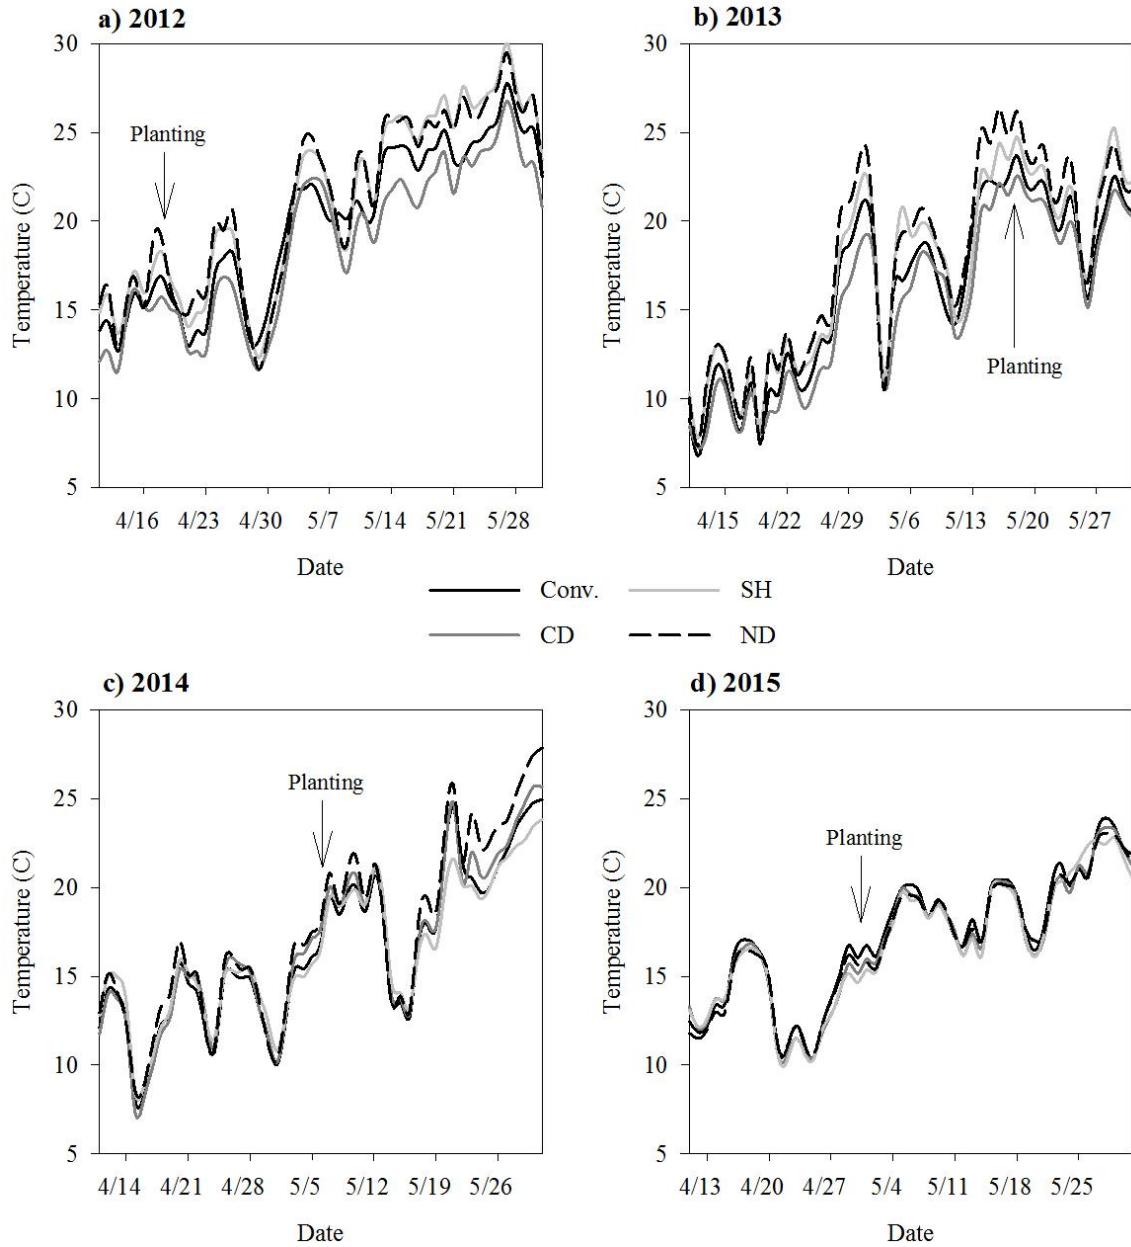 a) 2012
30
25
20
15
10
5
Temperature (C)
Planting
4/16 4/23 4/30 5/7 5/14 5/21 5/28
Date
b) 2013
30
25
20
15
10
5
Temperature (C)
Planting
4/15 4/22 4/29 5/6 5/13 5/20 5/27
Date
Conv. SH
CD ND
c) 2014
30
25
20
15
10
5
Temperature (C)
Planting
4/14 4/21 4/28 5/5 5/12 5/19 5/26
Date
d) 2015
30
25
20
15
10
5
Temperature (C)
Planting
4/13 4/20 4/27 5/4 5/11 5/18 5/25
Date